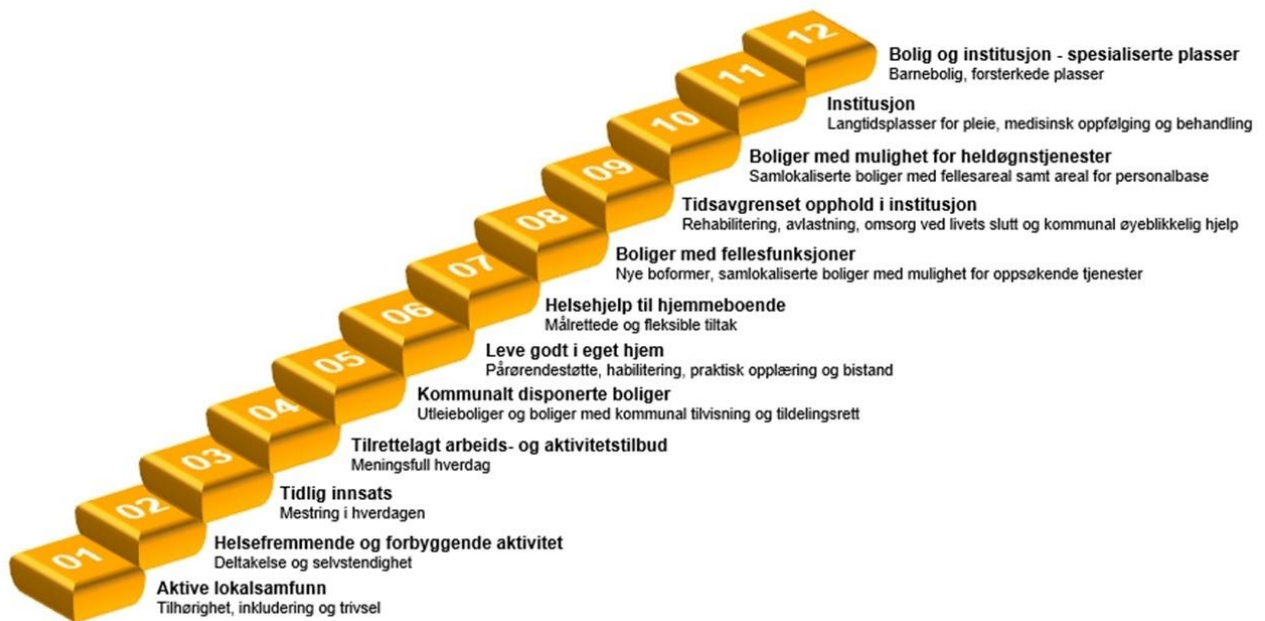 12
Bolig og institusjon - spesialiserte plasser
Barnebolig, forsterkede plasser
11
Institusjon
Langtidsplasser for pleie, medisinsk oppfølging og behandling
10
Boliger med mulighet for heldøgnstjenester
Samlokaliserte boliger med fellesareal samt areal for personalbase
09
Tidsavgrenset opphold i institusjon
Rehabilitering, avlastning, omsorg ved livets slutt og kommunal øyeblikkelig hjelp
08
Boliger med fellesfunksjoner
Nye boformer, samlokaliserte boliger med mulighet for oppsøkende tjenester
07
Helsehjelp til hjemmeboende
Målrettede og fleksible tiltak
06
Leve godt i eget hjem
Pårørendestøtte, habilitering, praktisk opplæring og bistand
05
Kommunalt disponerte boliger
Utleieboliger og boliger med kommunal tilvisning og tildelingsrett
04
Tilrettelagt arbeids- og aktivitetstilbud
Meningsfull hverdag
03
Tidlig innsats
Mestring i hverdagen
02
Helsefremmende og forbyggende aktivitet
Deltakelse og selvstendighet
01
Aktive lokalsamfunn
Tilhørighet, inkludering og trivsel